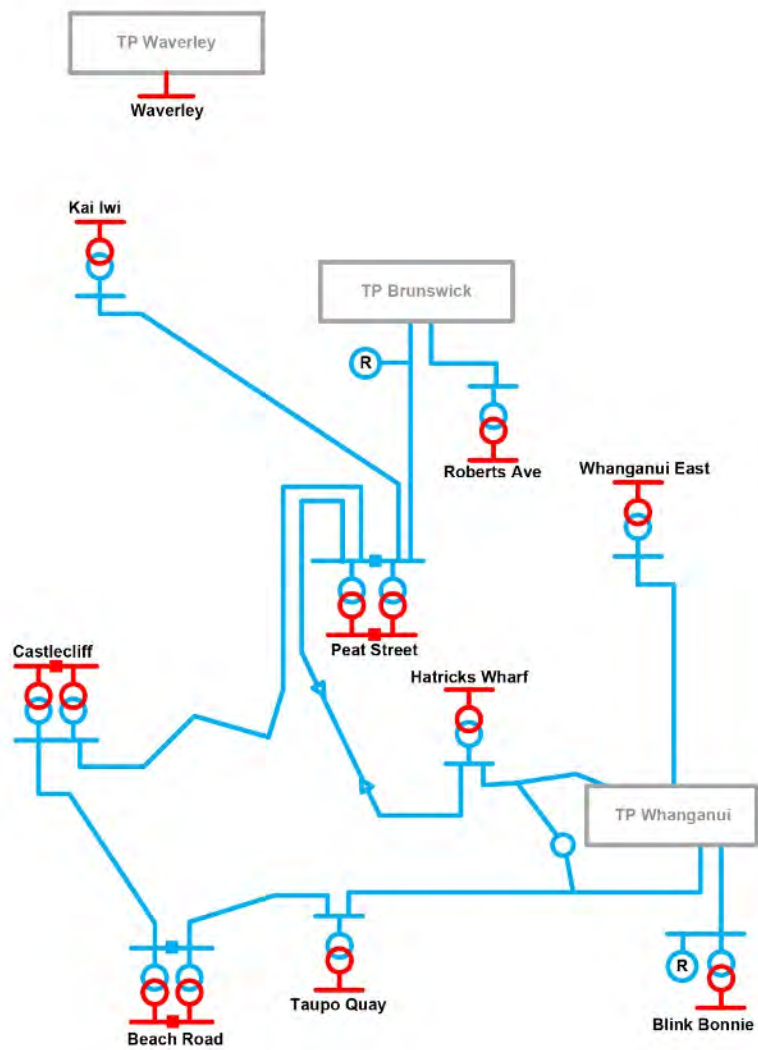 TP Waverley
Waverley
Kai Iwi
TP Brunswick
R
Roberts Ave
Whanganui East
Peat Street
Castlecliff
Hatricks Wharf
TP Whanganui
R
Taupo Quay
Blink Bonnie
Beach Road